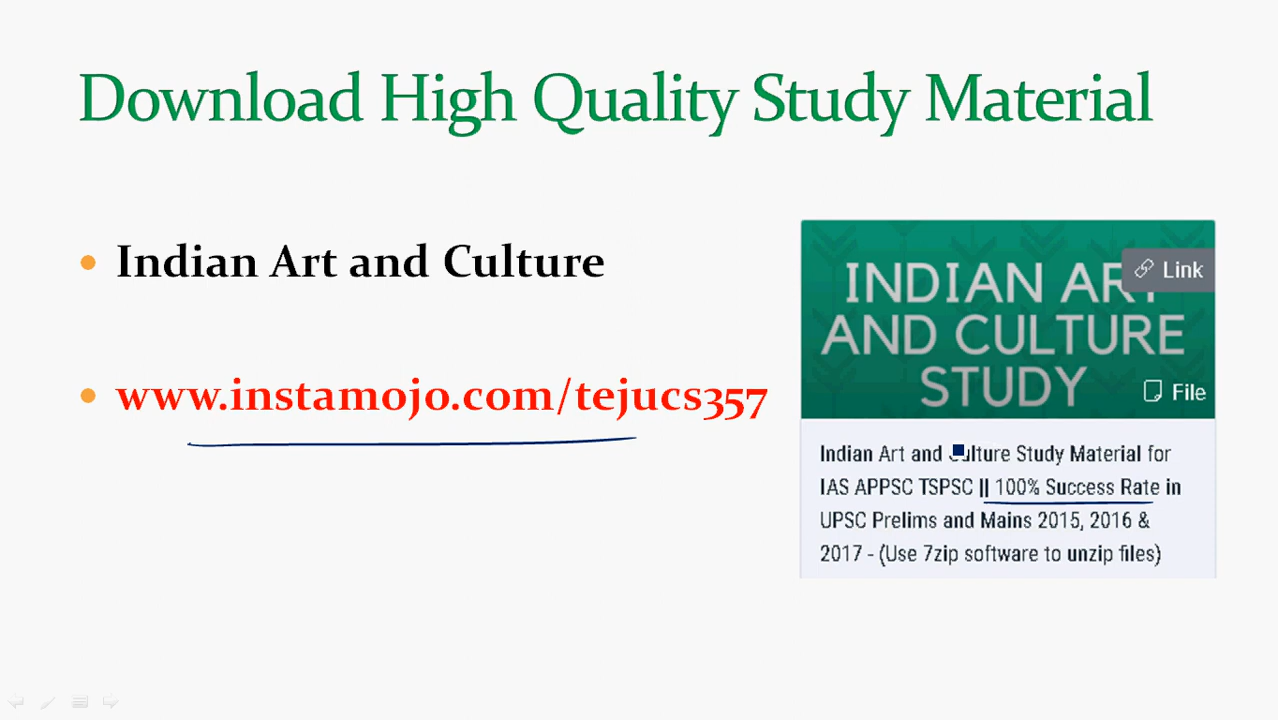 Download High Quality Study Material
Indian Art and Culture
www.instamojo.com/tejucs357
INDIAN ART
Link
AND CULTURE
STUDY
File
Indian Art and Culture Study Material for
IAS APPSC TSPSC || 100% Success Rate in
UPSC Prelims and Mains 2015, 2016 &
2017 - (Use 7zip software to unzip files)